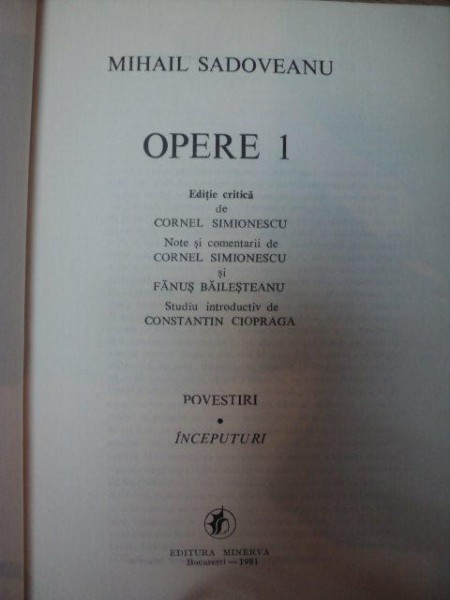 MIHAIL SADOVEANU
OPERE 1
Ediție critică
de
CORNEL SIMIONESCU
Note și comentarii de
CORNEL SIMIONESCU
și
FĂNUȘ BĂILEȘTEANU
Studiu introductiv de
CONSTANTIN CIOPRAGA
POVESTIRI
•
ÎNCEPUTURI
EDITURA MINERVA
București — 1981